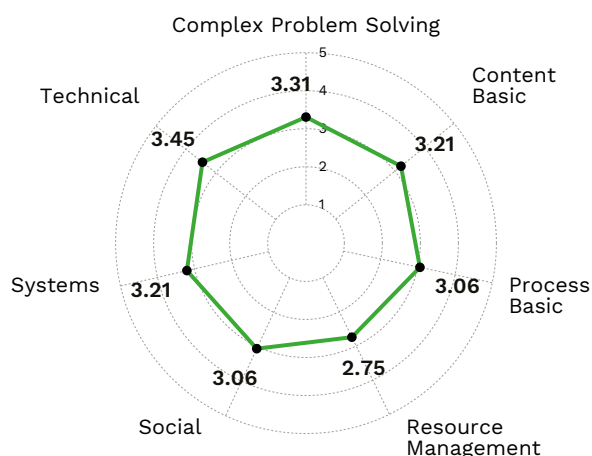 Complex Problem Solving
5
Content
Basic
3.31
4
Technical
3.45
3
3.21
2
1
Systems
3.21
3.06
Process
Basic
3.06
2.75
Social
Resource
Management